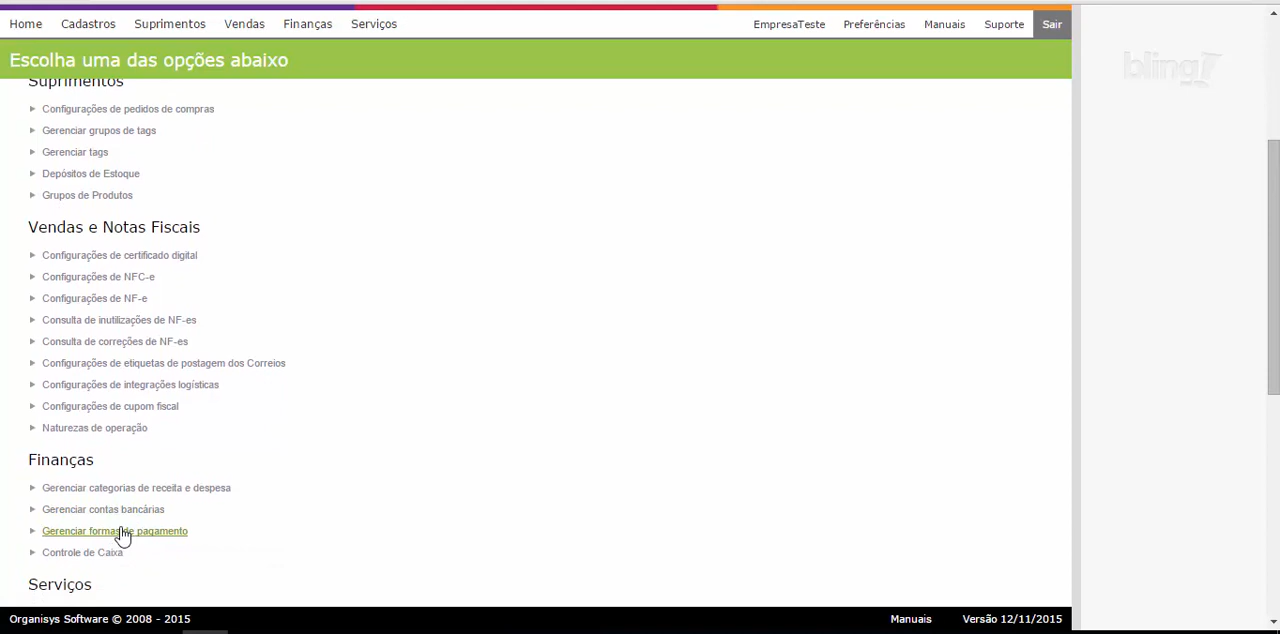 Home Cadastros Suprimentos Vendas Finanças Serviços EmpresaTeste Preferências Manuais Suporte Sair
Escolha uma das opções abaixo
bling
Suprimentos
Configurações de pedidos de compras
Gerenciar grupos de tags
Gerenciar tags
Depósitos de Estoque
Grupos de Produtos
Vendas e Notas Fiscais
Configurações de certificado digital
Configurações de NFC-e
Configurações de NF-e
Consulta de inutilizações de NF-es
Consulta de correções de NF-es
Configurações de etiquetas de postagem dos Correios
Configurações de integrações logísticas
Configurações de cupom fiscal
Naturezas de operação
Finanças
Gerenciar categorias de receita e despesa
Gerenciar contas bancárias
Gerenciar formas de pagamento
Controle de Caixa
Serviços
Organisys Software © 2008 - 2015 Manuais Versão 12/11/2015